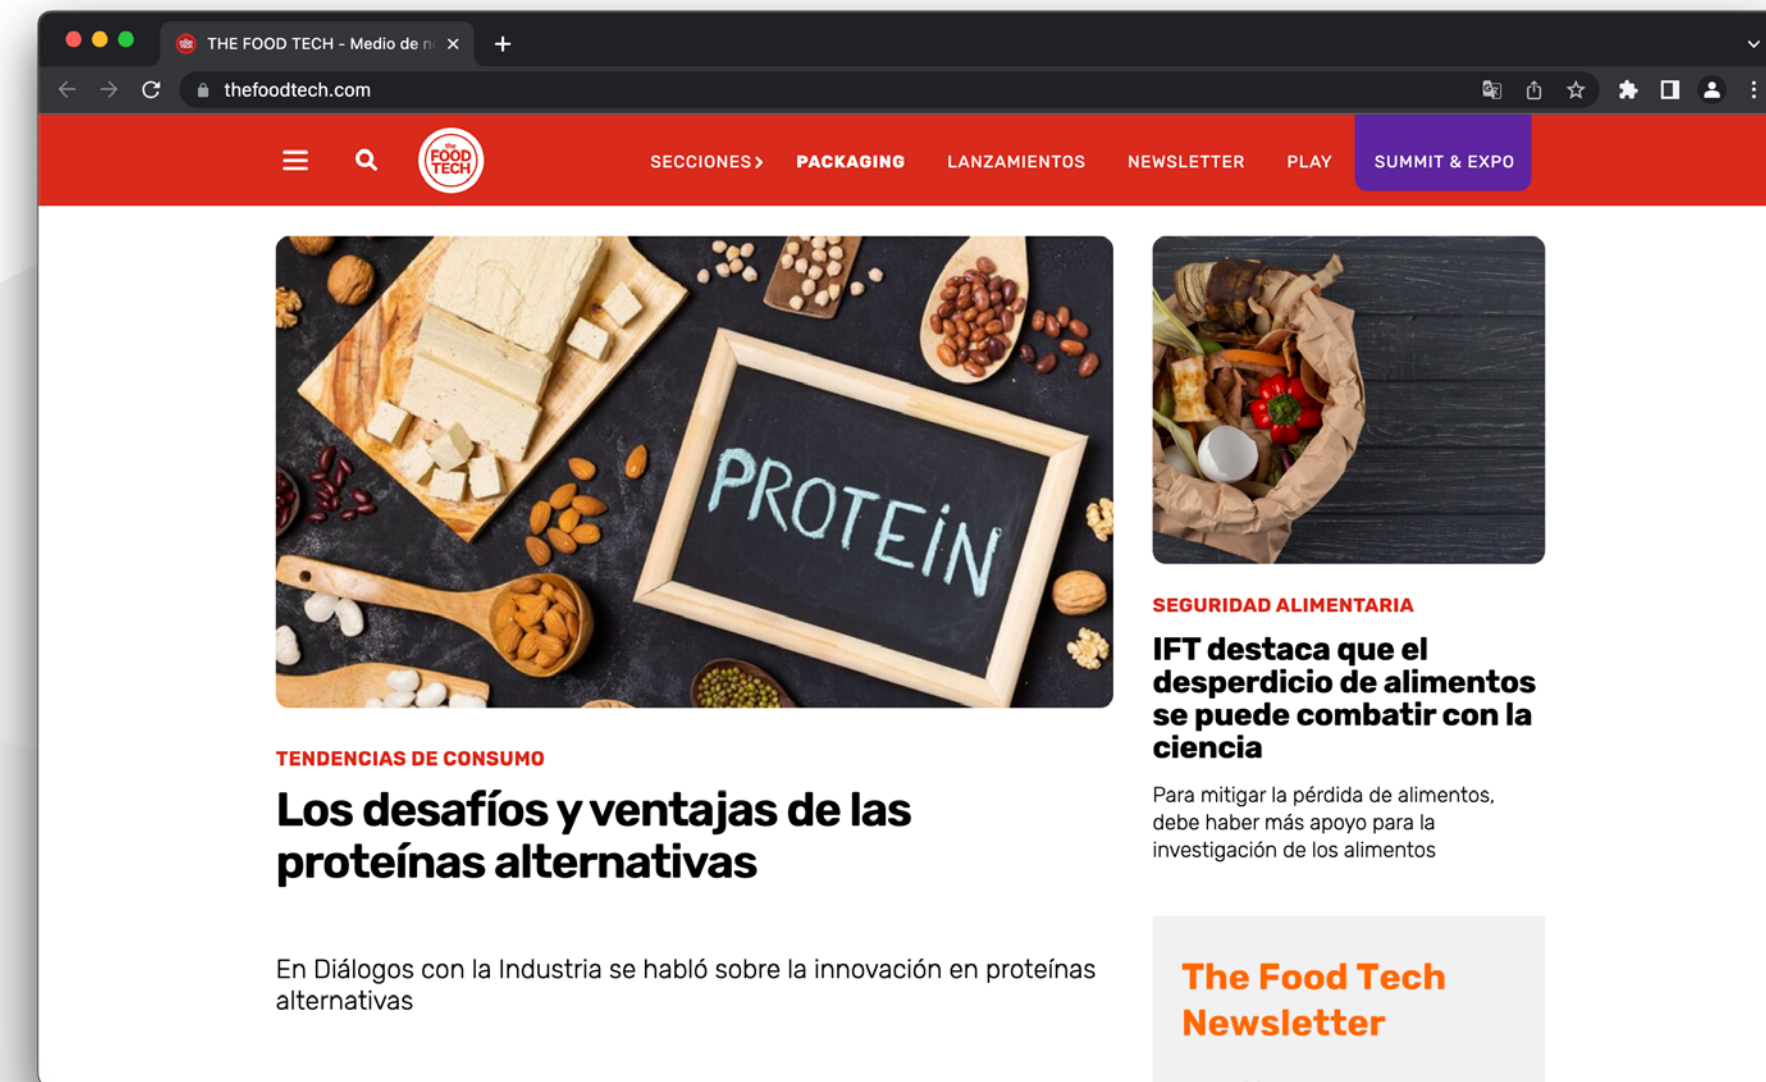 THE FOOD TECH - Medio de no
thefoodtech.com
the
FOOD
TECH
SECCIONES
PACKAGING
LANZAMIENTOS
NEWSLETTER
PLAY
SUMMIT & EXPO
PROTEIN
TENDENCIAS DE CONSUMO
Los desafíos y ventajas de las
proteínas alternativas
En Diálogos con la Industria se habló sobre la innovación en proteínas
alternativas
SEGURIDAD ALIMENTARIA
IFT destaca que el
desperdicio de alimentos
se puede combatir con la
ciencia
Para mitigar la pérdida de alimentos,
debe haber más apoyo para la
investigación de los alimentos
The Food Tech
Newsletter